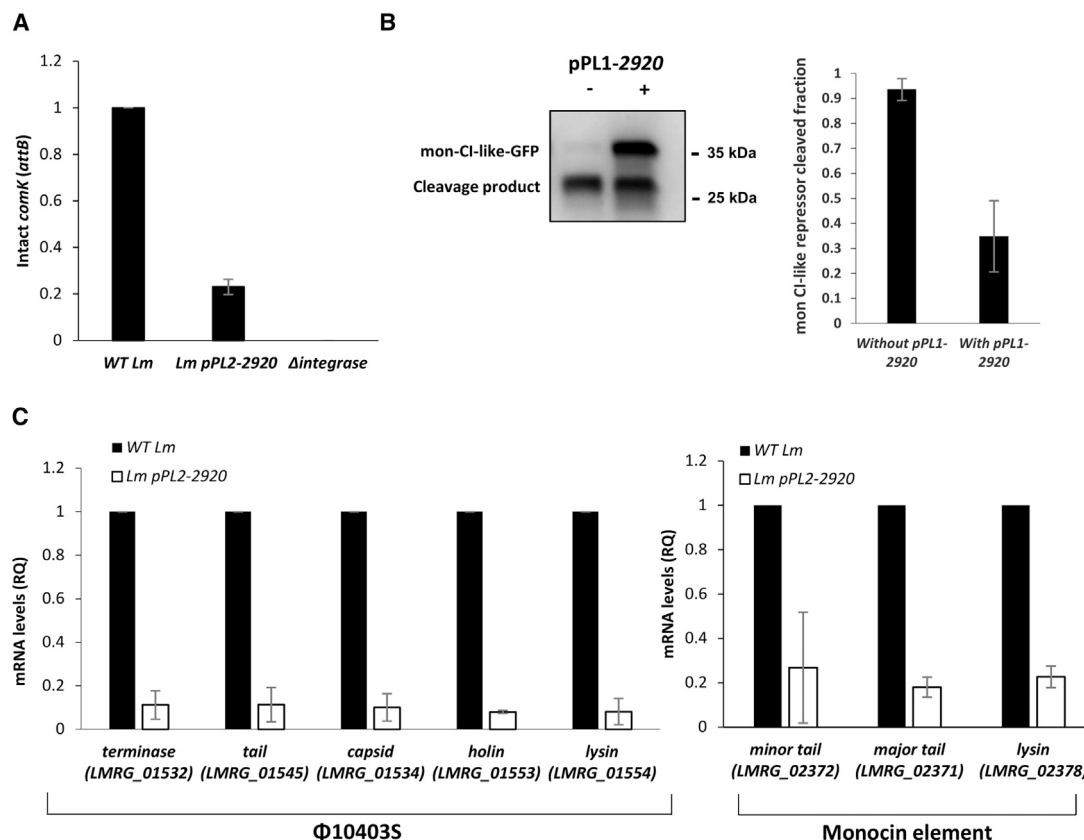 A
Intact comK (attB)
1.2
1
0.8
0.6
0.4
0.2
0
WT Lm
Lm pPL2-2920
Δintegrase
B
pPL1-2920
- +
mon-CI-like-GFP
Cleavage product
- 35 kDa
- 25 kDa
mon CI-like repressor cleaved fraction
1
0.9
0.8
0.7
0.6
0.5
0.4
0.3
0.2
0.1
0
Without pPL1-
2920
With pPL1-
2920
C
WT Lm
Lm pPL2-2920
mRNA levels (RQ)
1.2
1
0.8
0.6
0.4
0.2
0
terminase
(LMRG_01532)
tail
(LMRG_01545)
capsid
(LMRG_01534)
holin
(LMRG_01553)
lysin
(LMRG_01554)
Φ10403S
WT Lm
Lm pPL2-2920
mRNA levels (RQ)
1.2
1
0.8
0.6
0.4
0.2
0
minor tail
(LMRG_02372)
major tail
(LMRG_02371)
lysin
(LMRG_02378)
Monocin element